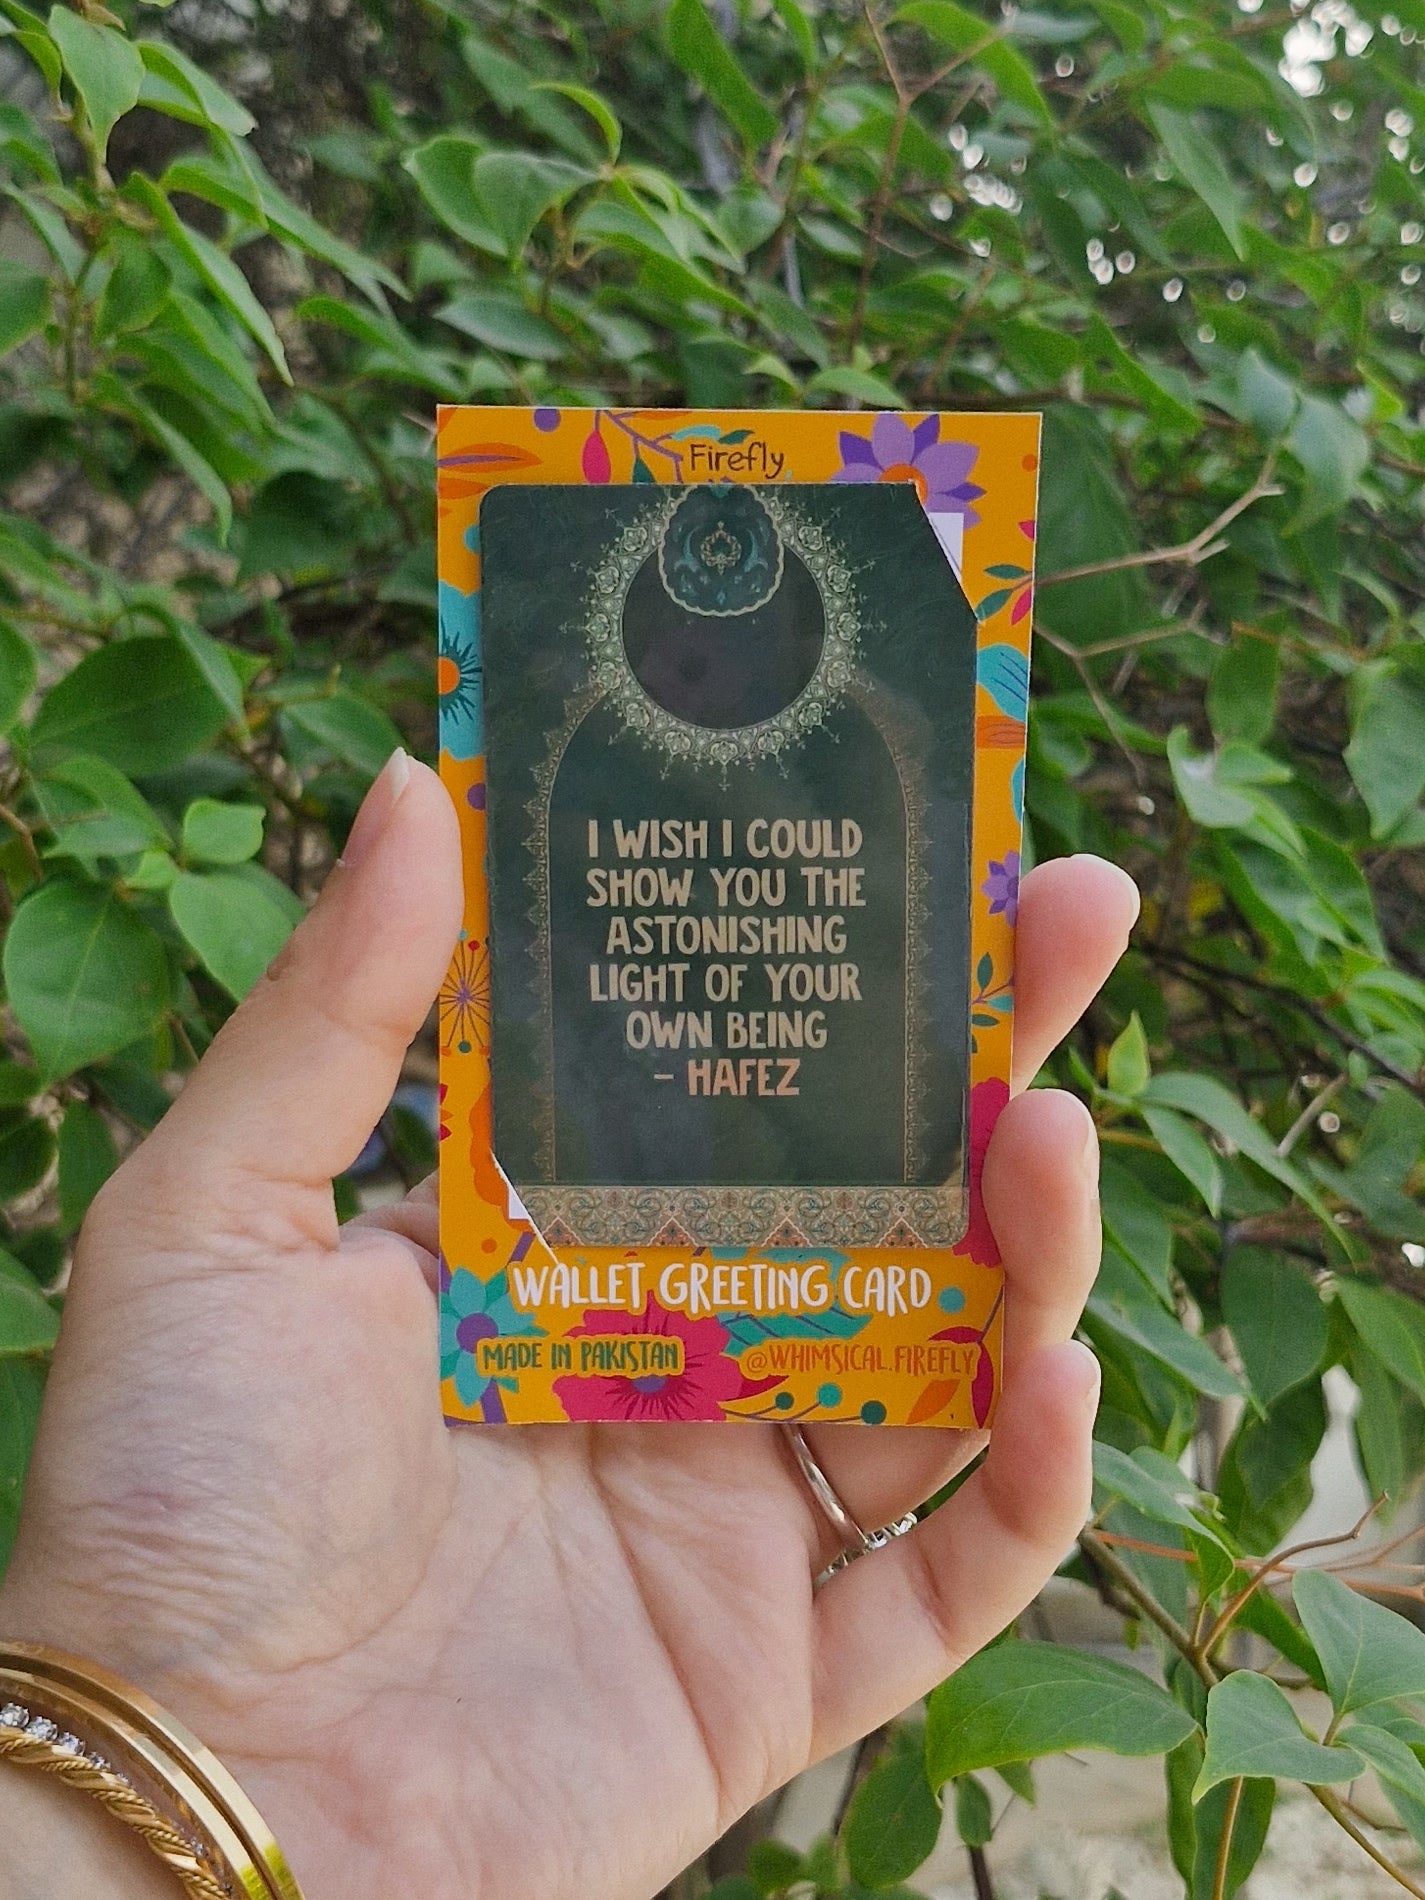 Firefly
I WISH I COULD
SHOW YOU THE
ASTONISHING
LIGHT OF YOUR
OWN BEING
– HAFEZ
WALLET GREETING CARD
MADE IN PAKISTAN
@WHIMSICAL.FIREFLY